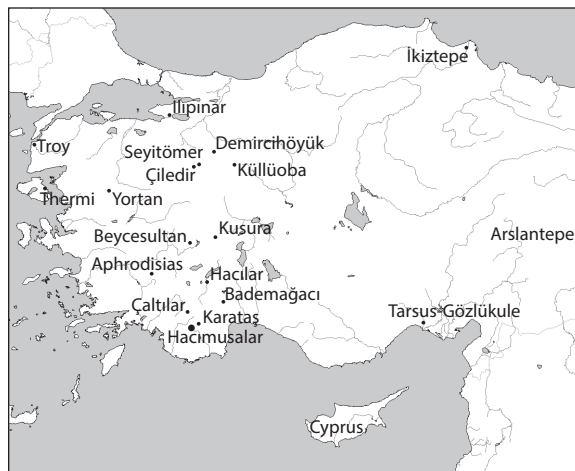 İkiztepe
Ilıpınar
Troy
Demircihöyük
Seyitömer
Çiledir
Küllüoba
Thermi
Yortan
Kusura
Beycesultan
Arslantepe
Aphrodisias
Hacılar
Bademağacı
Çaltılar
Karataş
Tarsus-Gözlükule
Hacımusalar
Cyprus